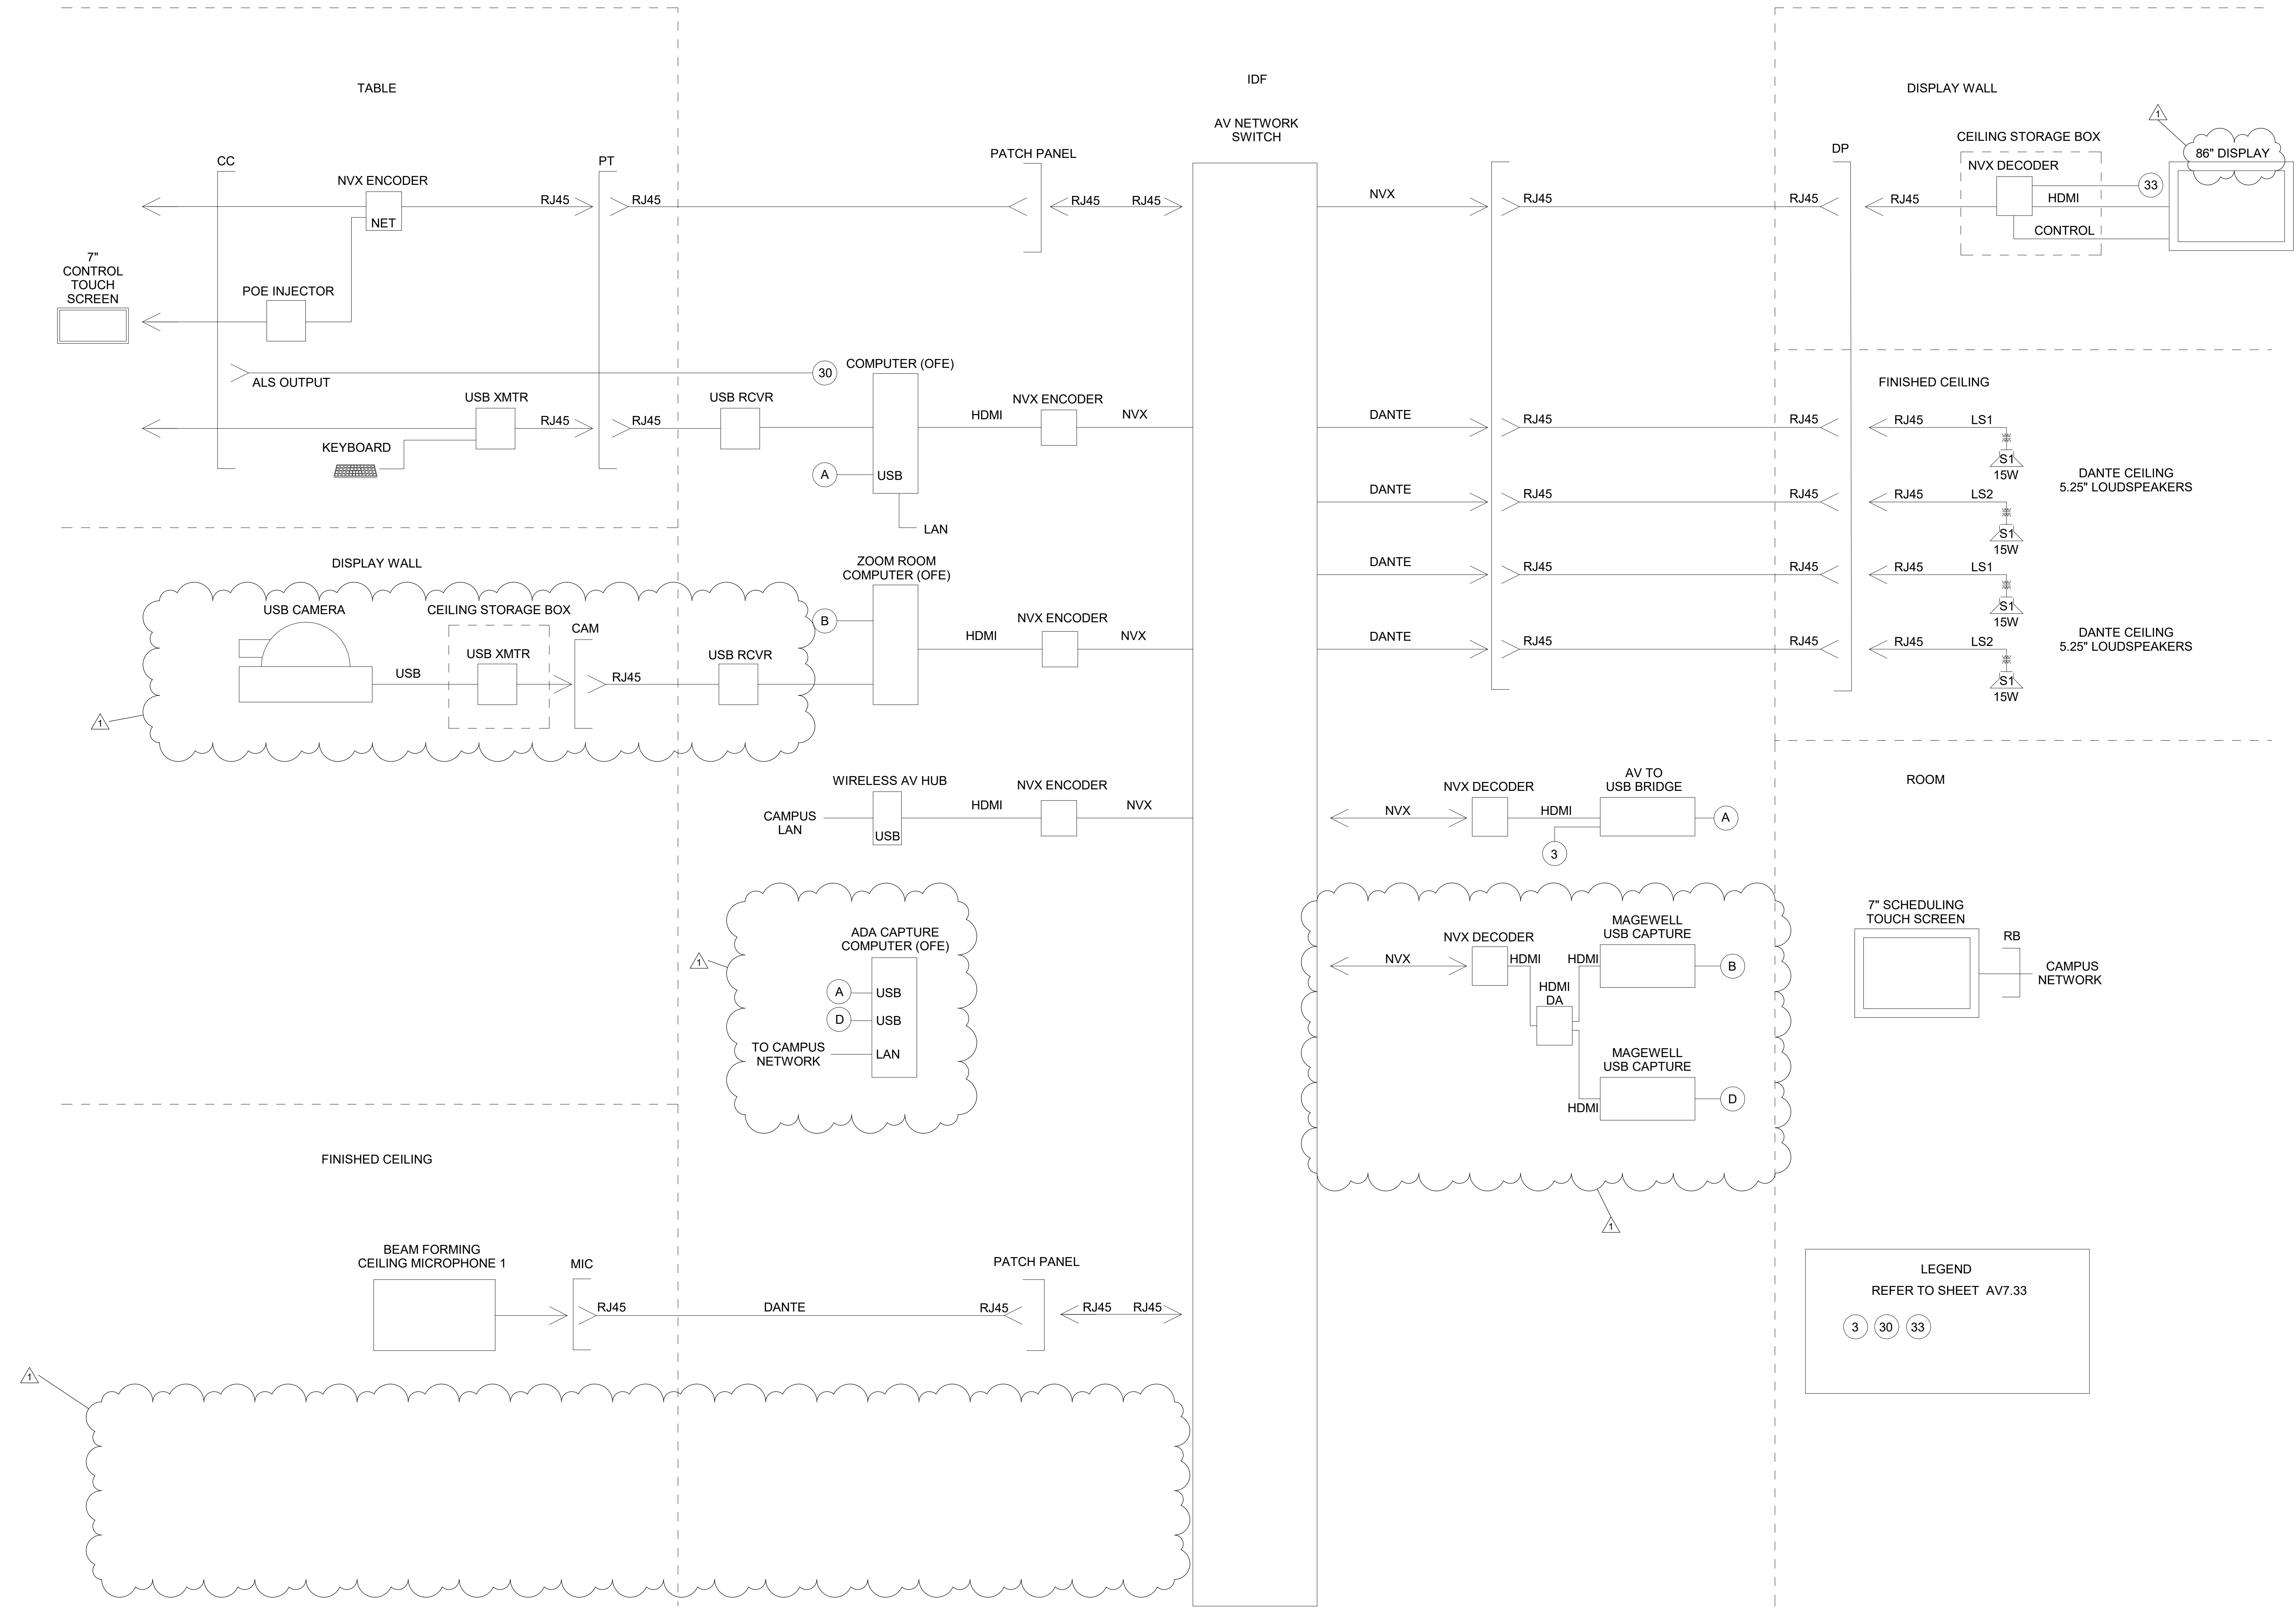 TABLE
CC
PT
NVX ENCODER
NET
RJ45
RJ45
7"
CONTROL
TOUCH
SCREEN
POE INJECTOR
ALS OUTPUT
30
USB XMTR
RJ45
RJ45
KEYBOARD
USB RCVR
COMPUTER (OFE)
USB
A
LAN
HDMI
NVX ENCODER
NVX
PATCH PANEL
RJ45
RJ45
IDF
AV NETWORK
SWITCH
DISPLAY WALL
USB CAMERA
USB
CEILING STORAGE BOX
USB XMTR
CAM
RJ45
USB RCVR
1
B
ZOOM ROOM
COMPUTER (OFE)
HDMI
NVX ENCODER
NVX
WIRELESS AV HUB
USB
CAMPUS
LAN
HDMI
NVX ENCODER
NVX
1
ADA CAPTURE
COMPUTER (OFE)
A
USB
D
USB
TO CAMPUS
NETWORK
LAN
FINISHED CEILING
BEAM FORMING
CEILING MICROPHONE 1
MIC
RJ45
DANTE
RJ45
PATCH PANEL
RJ45
RJ45
1
NVX
RJ45
RJ45
DP
DISPLAY WALL
1
CEILING STORAGE BOX
86" DISPLAY
NVX DECODER
RJ45
33
HDMI
CONTROL
FINISHED CEILING
DANTE
RJ45
RJ45
RJ45
LS1
S1
15W
DANTE CEILING
5.25" LOUDSPEAKERS
DANTE
RJ45
RJ45
RJ45
LS2
S1
15W
DANTE
RJ45
RJ45
RJ45
LS1
S1
15W
DANTE CEILING
5.25" LOUDSPEAKERS
DANTE
RJ45
RJ45
RJ45
LS2
S1
15W
NVX
NVX DECODER
HDMI
AV TO
USB BRIDGE
A
3
NVX
NVX DECODER
HDMI
HDMI
DA
HDMI
MAGEWELL
USB CAPTURE
B
HDMI
MAGEWELL
USB CAPTURE
D
1
ROOM
7" SCHEDULING
TOUCH SCREEN
RB
CAMPUS
NETWORK
LEGEND
REFER TO SHEET AV7.33
3 30 33